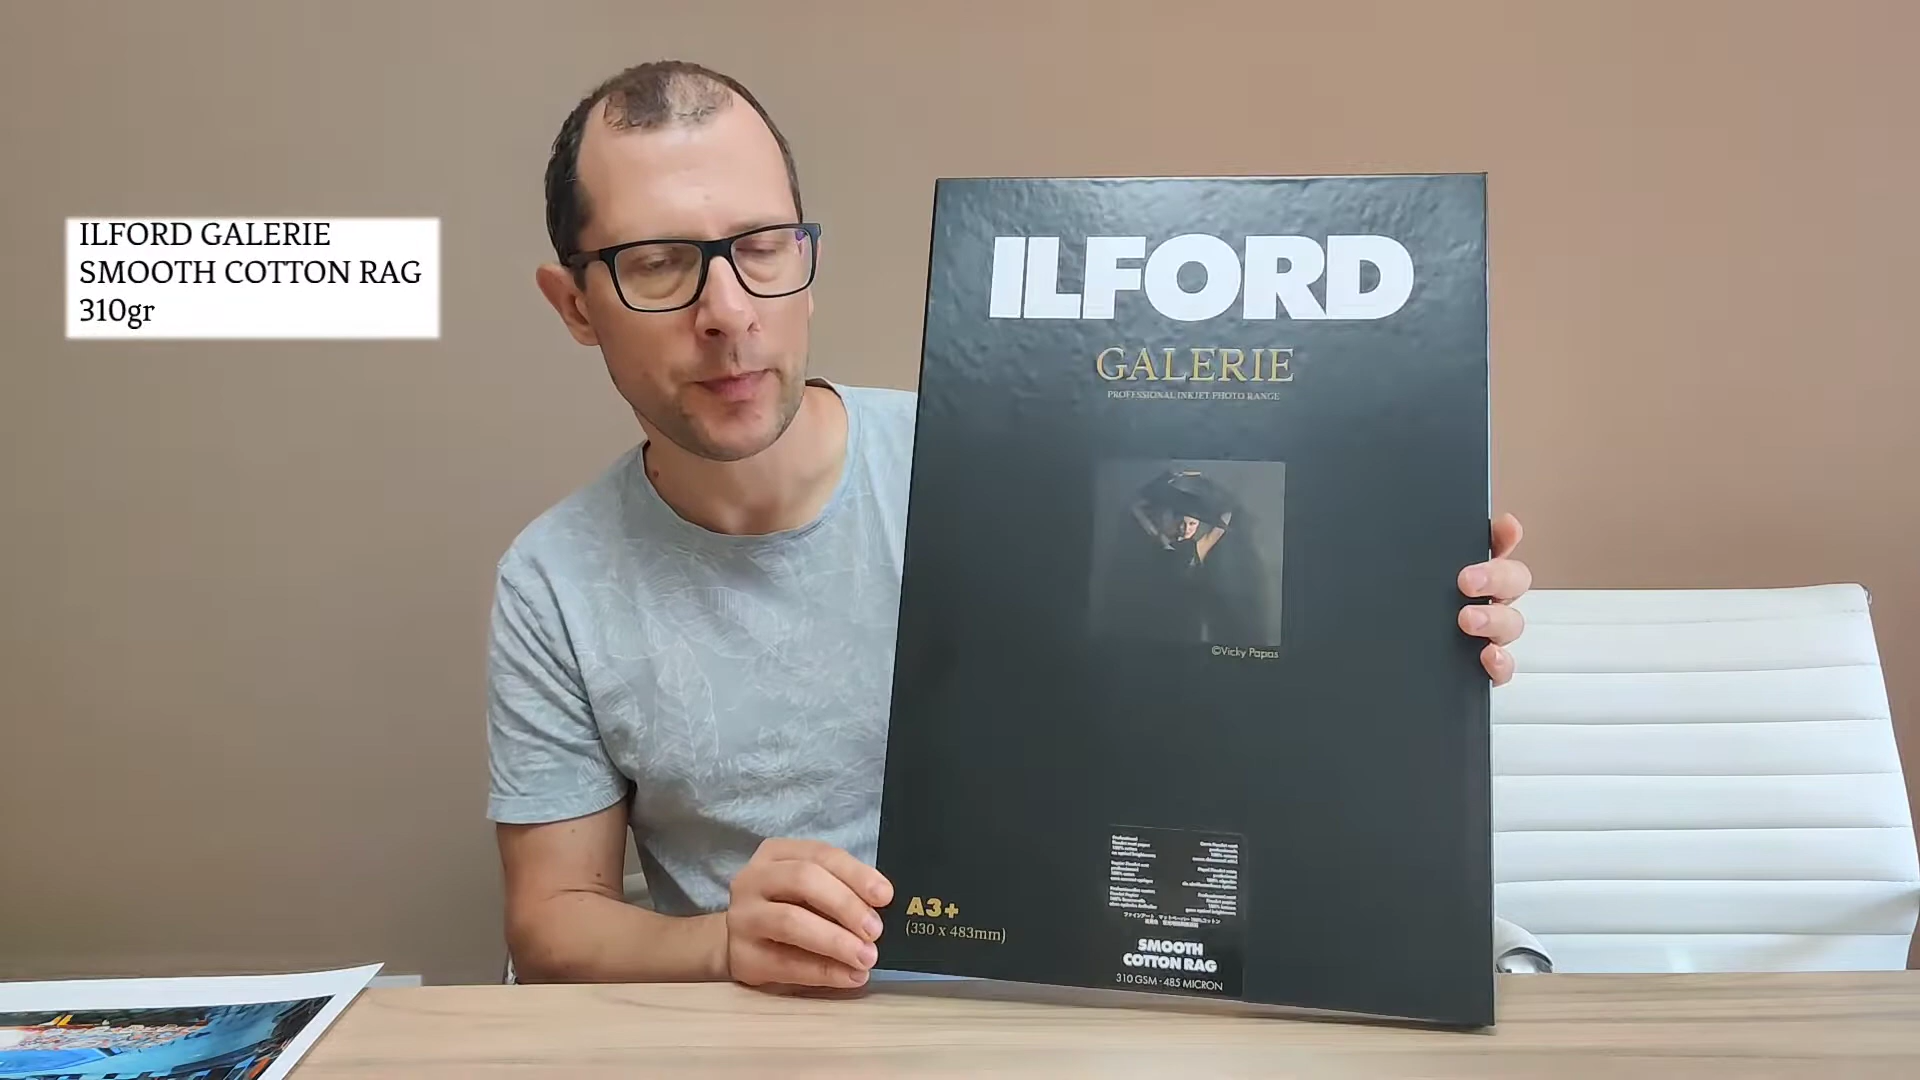 ILFORD GALERIE
SMOOTH COTTON RAG
310gr
ILFORD
GALERIE
PROFESSIONAL INKJET PHOTO RANGE
©Vicky Papas
A3+
(330 x 483mm)
SMOOTH
COTTON RAG
310 GSM - 485 MICRON